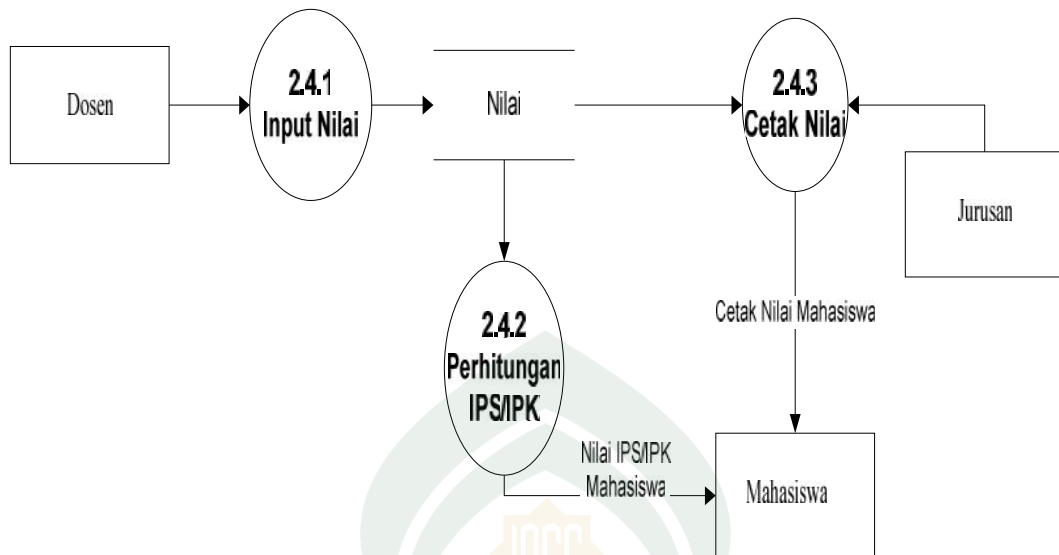 Dosen
2.4.1
Input Nilai
Nilai
2.4.3
Cetak Nilai
Jurusan
Cetak Nilai Mahasiswa
2.4.2
Perhitungan
IPS/IPK
Nilai IPS/IPK
Mahasiswa
Mahasiswa